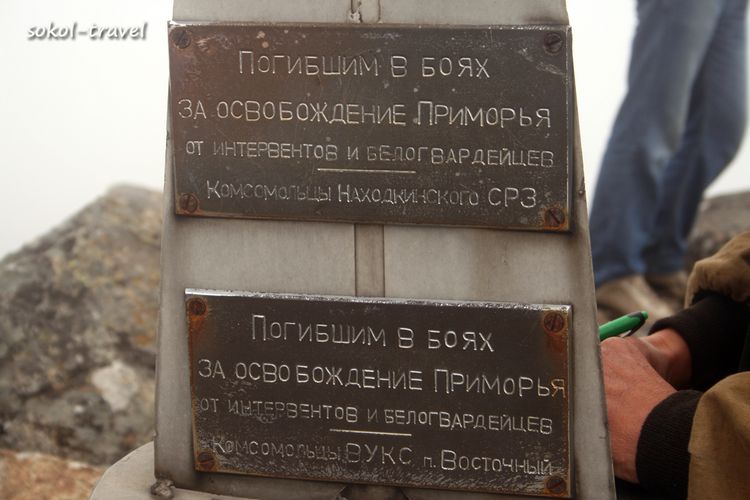 sokol-travel
Погибшим в боях
за освобождение Приморья
от интервентов и белогвардейцев
Комсомольцы Находкинского СРЗ
Погибшим в боях
за освобождение Приморья
от интервентов и белогвардейцев
Комсомольцы ВУКС п. Восточный